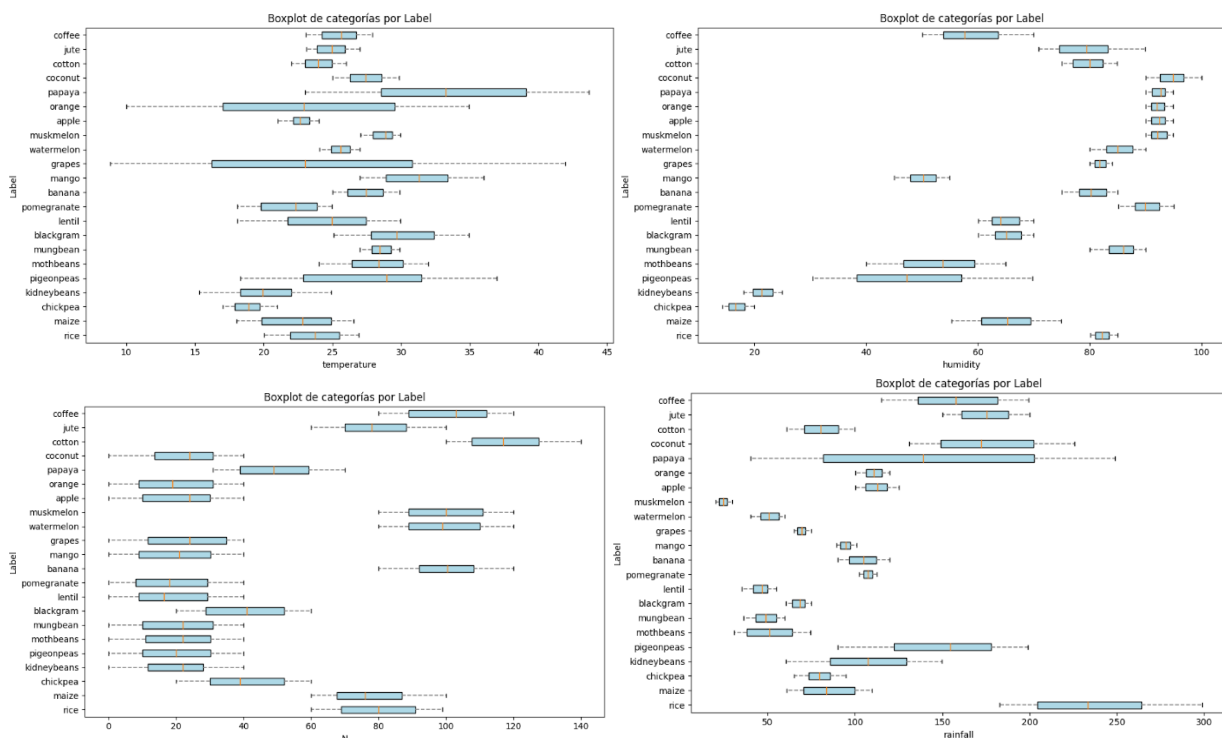 Boxplot de categorías por Label
coffee
jute
cotton
coconut
papaya
orange
apple
muskmelon
watermelon
grapes
mango
banana
pomegranate
lentil
blackgram
mungbean
mothbeans
pigeonpeas
kidneybeans
chickpea
maize
rice
Label
10 15 20 25 30 35 40 45
temperature
Boxplot de categorías por Label
coffee
jute
cotton
coconut
papaya
orange
apple
muskmelon
watermelon
grapes
mango
banana
pomegranate
lentil
blackgram
mungbean
mothbeans
pigeonpeas
kidneybeans
chickpea
maize
rice
Label
20 40 60 80 100
humidity
Boxplot de categorías por Label
coffee
jute
cotton
coconut
papaya
orange
apple
muskmelon
watermelon
grapes
mango
banana
pomegranate
lentil
blackgram
mungbean
mothbeans
pigeonpeas
kidneybeans
chickpea
maize
rice
Label
0 20 40 60 80 100 120 140
Boxplot de categorías por Label
coffee
jute
cotton
coconut
papaya
orange
apple
muskmelon
watermelon
grapes
mango
banana
pomegranate
lentil
blackgram
mungbean
mothbeans
pigeonpeas
kidneybeans
chickpea
maize
rice
Label
50 100 150 200 250 300
rainfall